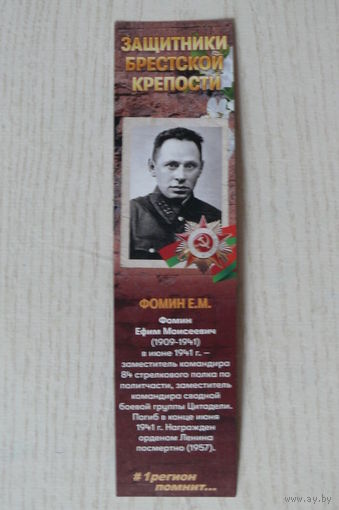 ЗАЩИТНИКИ
БРЕСТСКОЙ
КРЕПОСТИ
ФОМИН Е.М.
Фомин
Ефим Моисеевич
(1909-1941)
в июне 1941 г. –
заместитель командира
84 стрелкового полка по
политчасти, заместитель
командира сводной
боевой группы Цитадели.
Погиб в конце июня
1941 г. Награжден
орденом Ленина
посмертно (1957).
#1регион
помнит...
ay.by